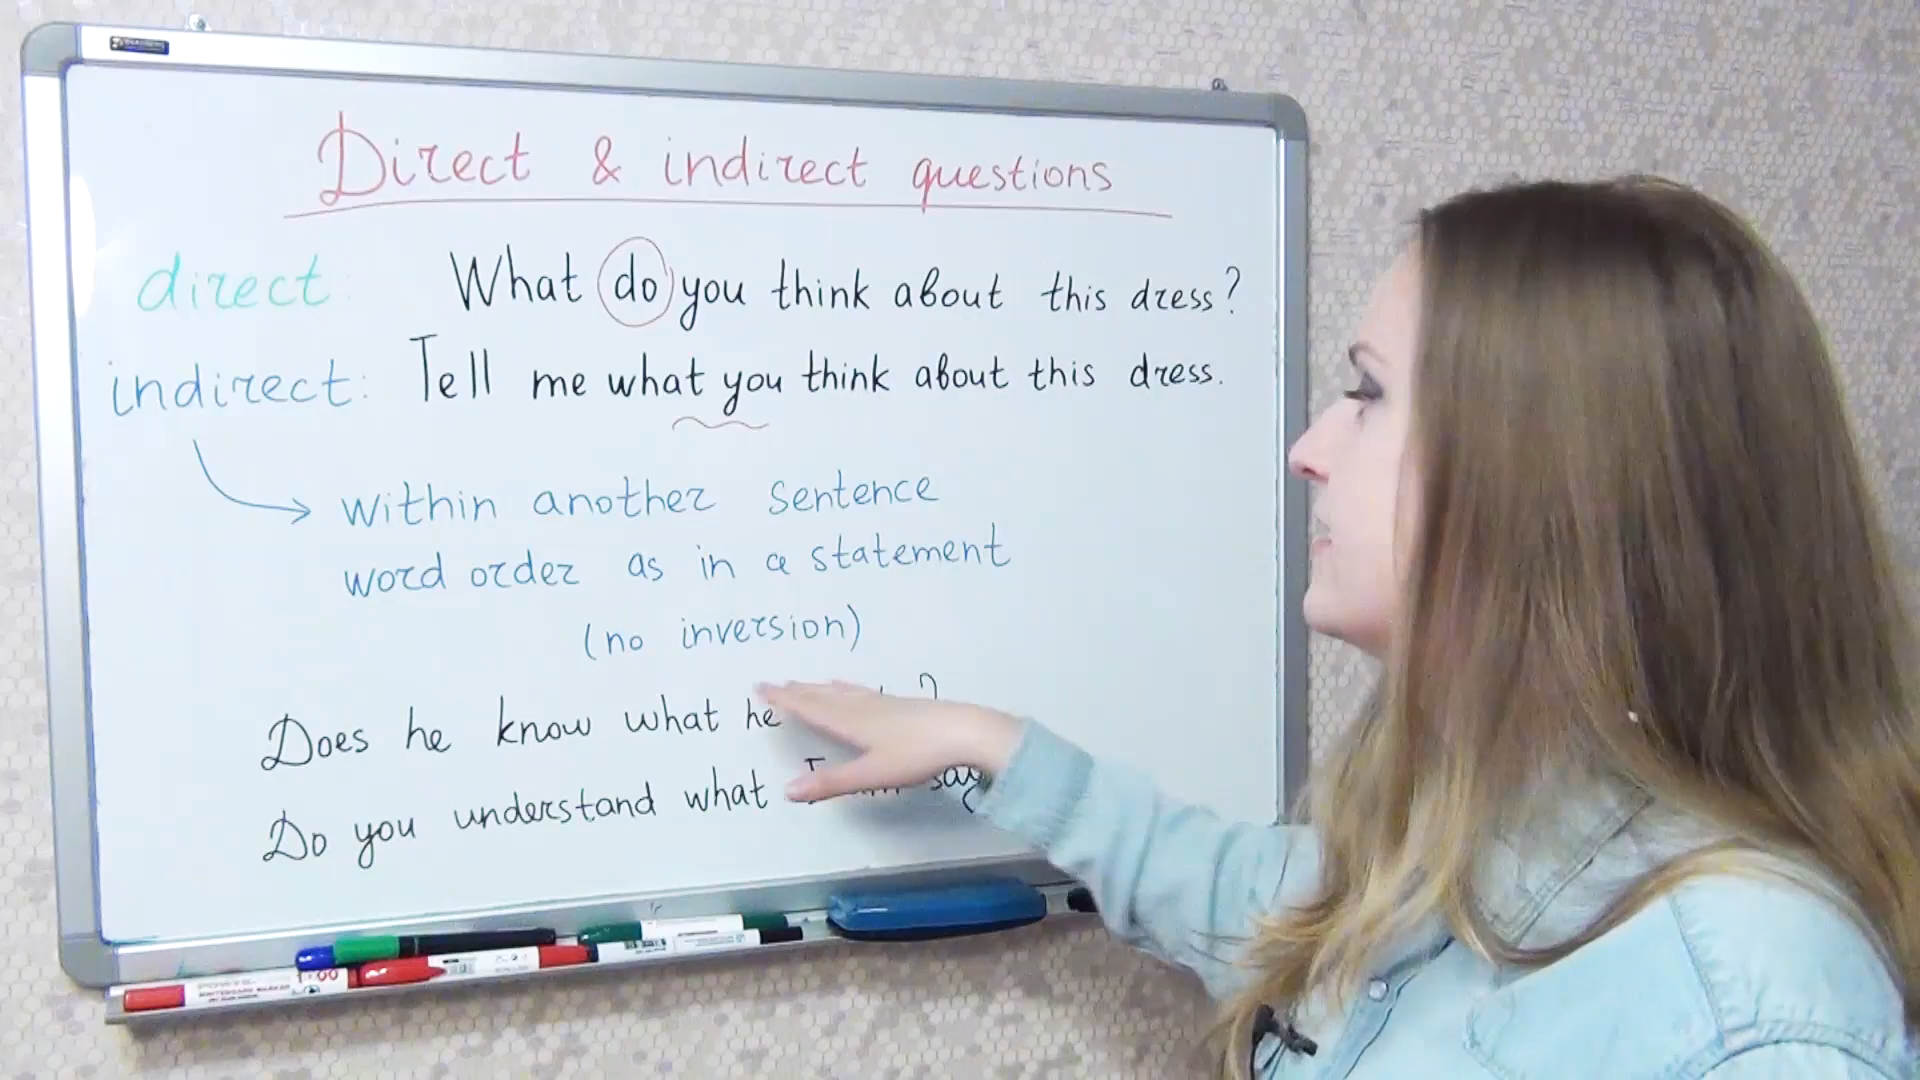 Direct & indirect questions
direct: What do you think about this dress?
indirect: Tell me what you think about this dress.
within another sentence
word order as in a statement
(no inversion)
Does he know what he ?
Do you understand what I